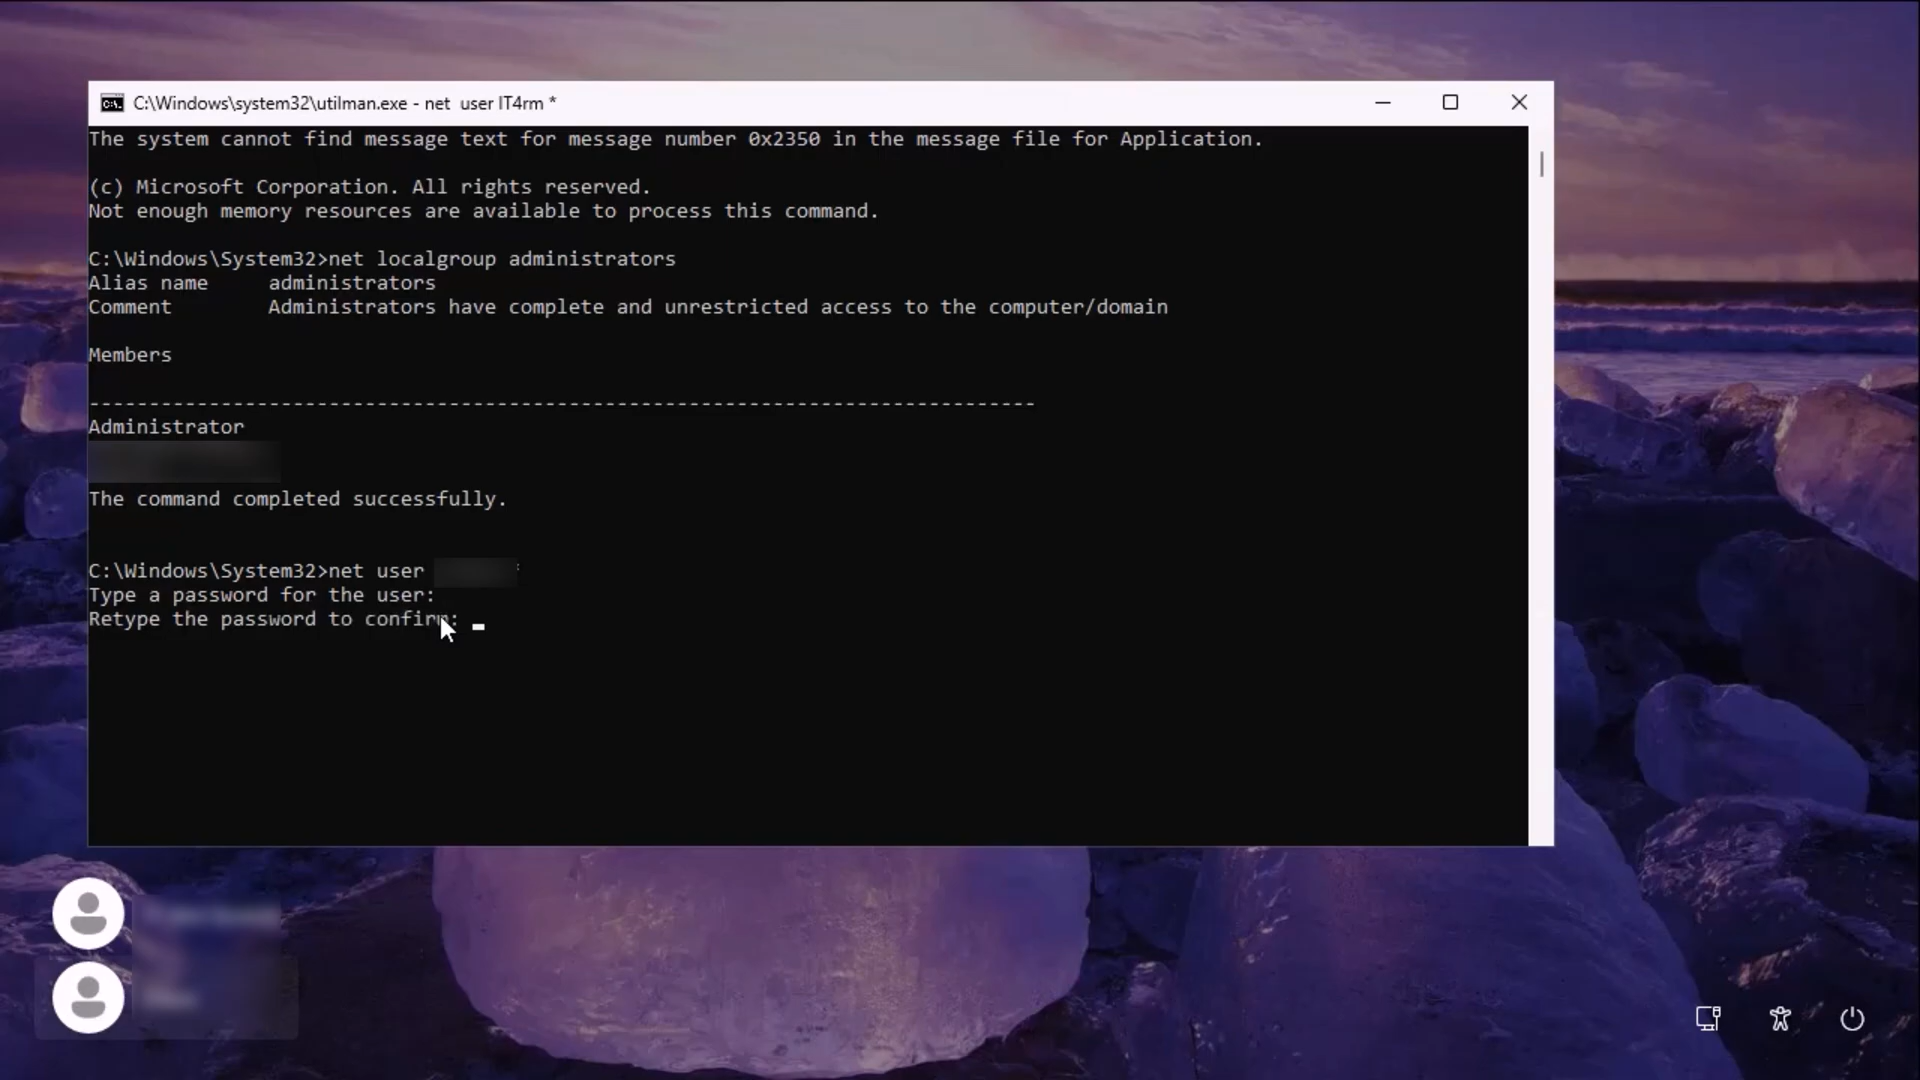 C:\Windows\system32\utilman.exe - net  user IT4rm *
The system cannot find message text for message number 0x2350 in the message file for Application.
(c) Microsoft Corporation. All rights reserved.
Not enough memory resources are available to process this command.
C:\Windows\System32>net localgroup administrators
Alias name     administrators
Comment        Administrators have complete and unrestricted access to the computer/domain
Members
-------------------------------------------------------------------------------
Administrator
The command completed successfully.
C:\Windows\System32>net user
Type a password for the user:
Retype the password to confirm: